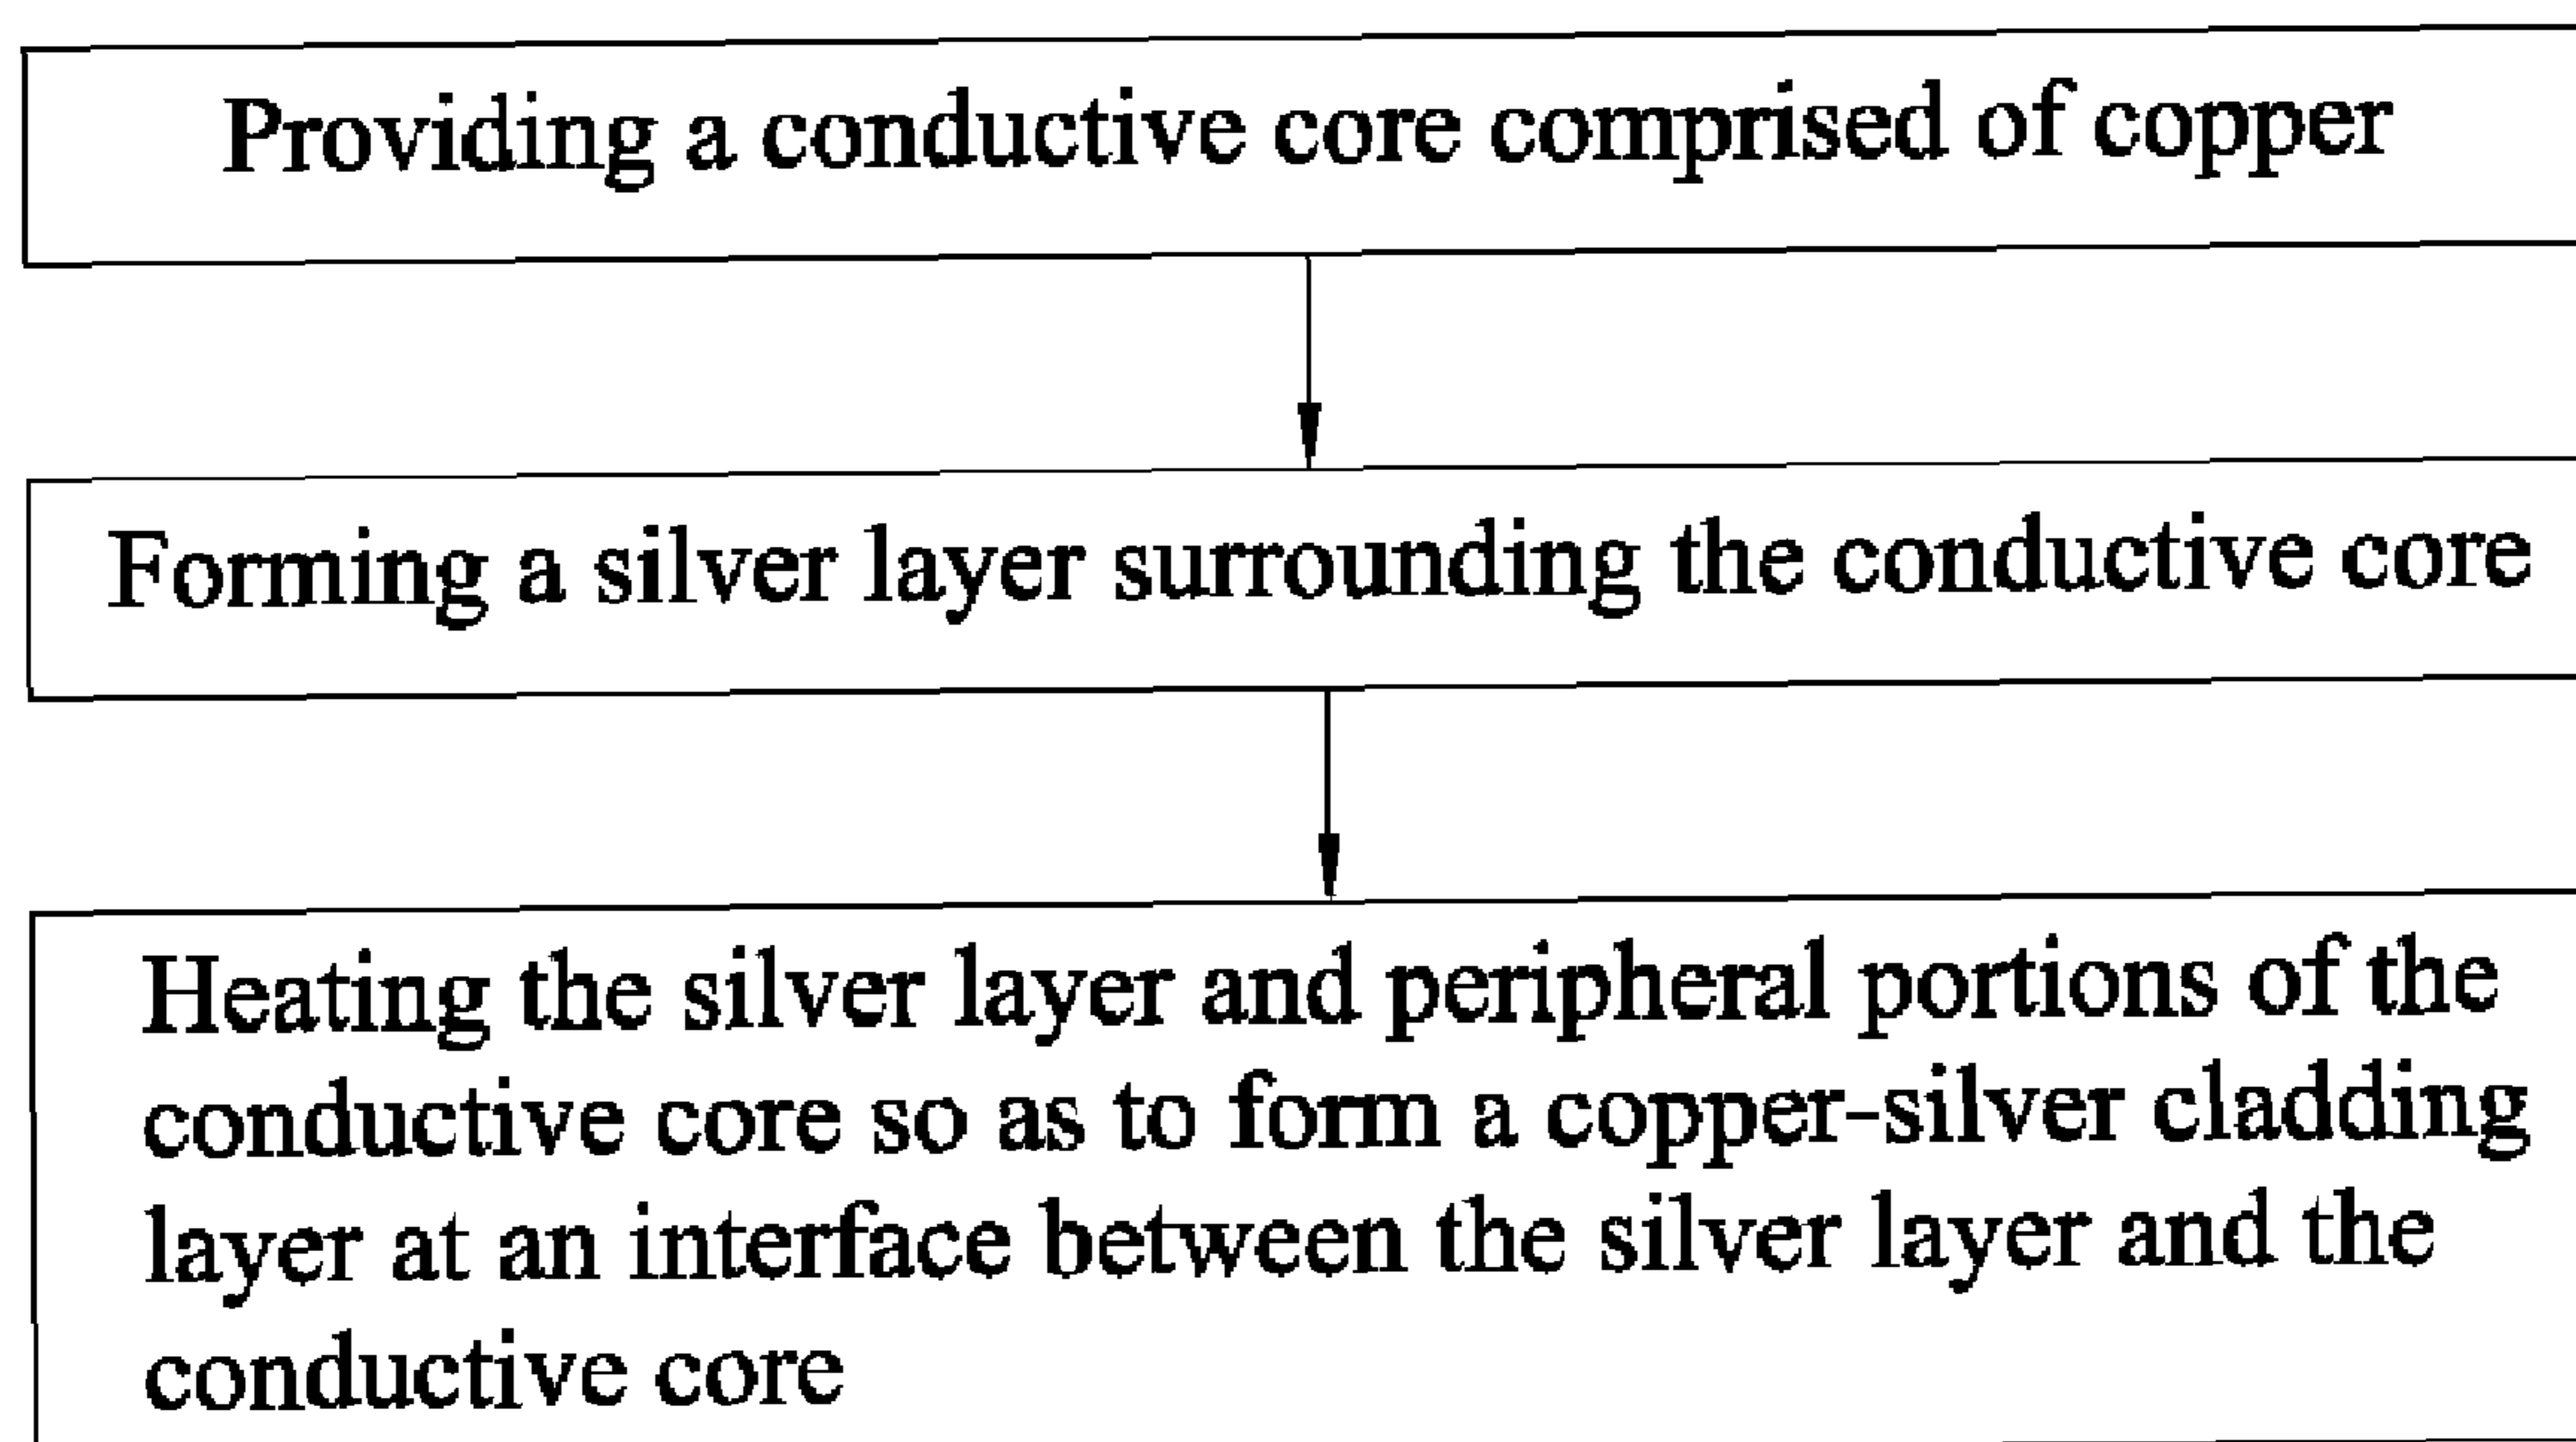 Providing a conductive core comprised of copper
Forming a silver layer surrounding the conductive core
Heating the silver layer and peripheral portions of the
conductive core so as to form a copper-silver cladding
layer at an interface between the silver layer and the
conductive core